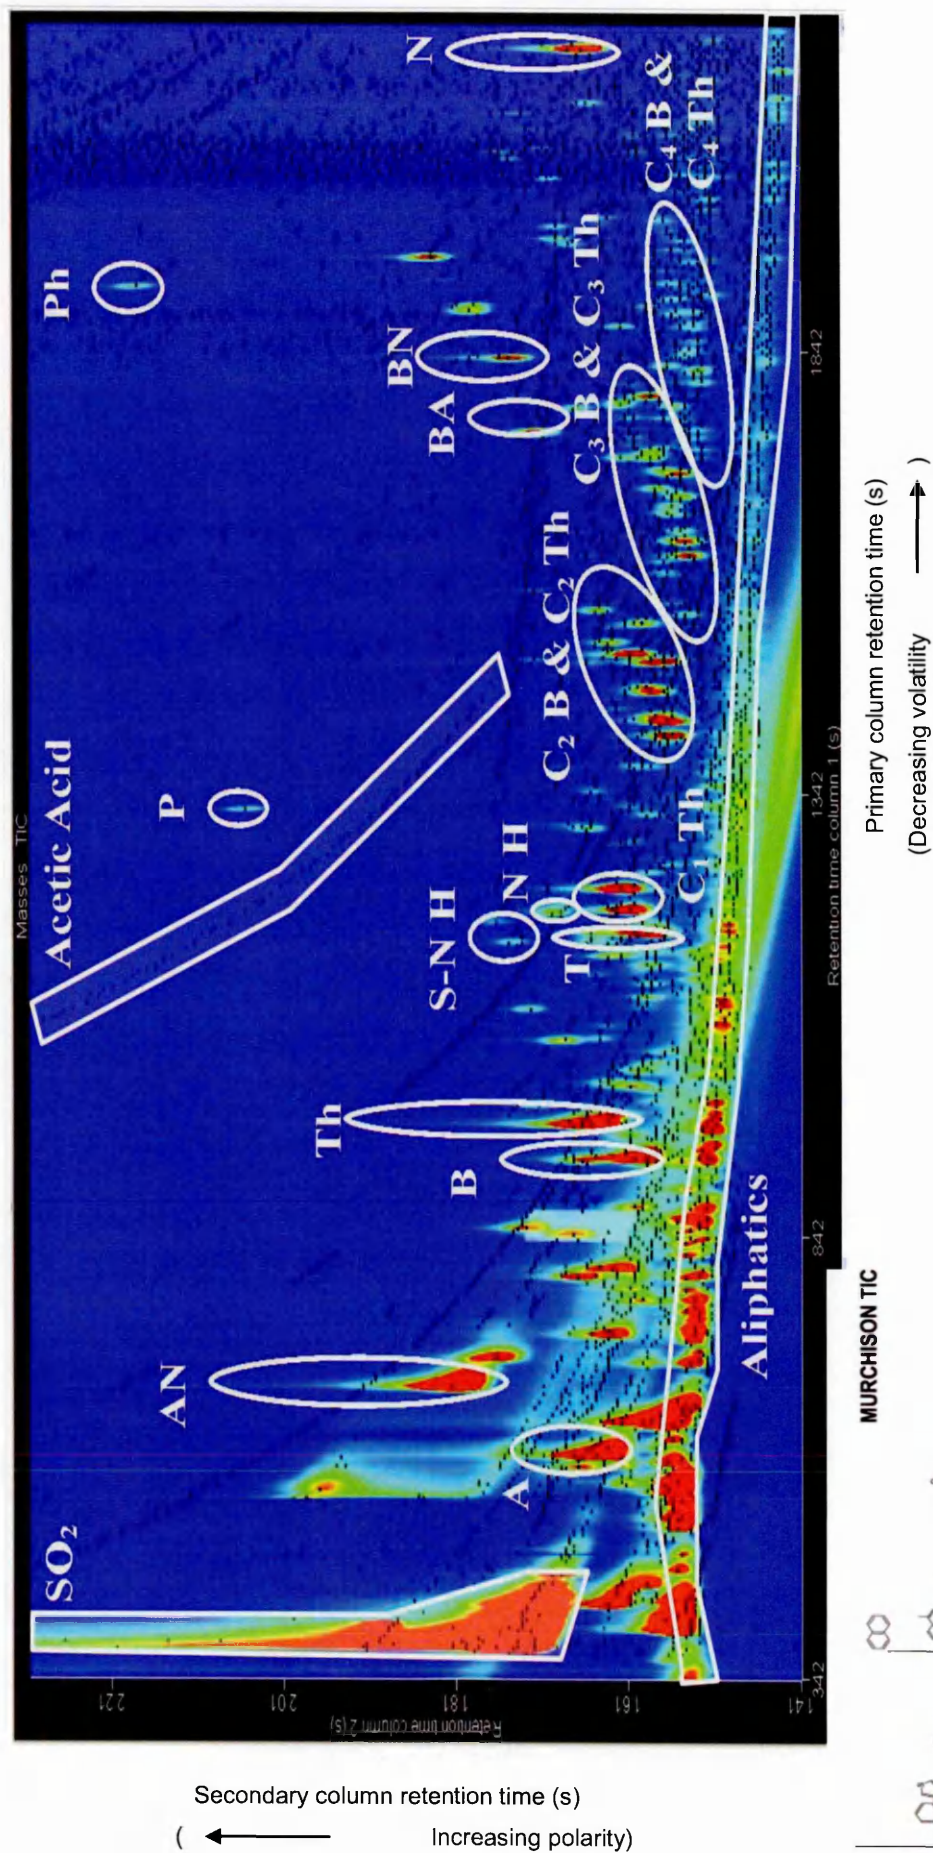 Masses TIC
SO₂
Acetic Acid
Ph
P
AN
Th
B
A
S-N H
N H
T
C₁ Th
C₂ B & C₂ Th
BA
BN
C₃ B & C₃ Th
C₄ B &
C₄ Th
N
Aliphatics
221
201
181
161
141
Retention time column 2 (s)
342
842
1342
1842
Retention time column 1 (s)
Primary column retention time (s)
(Decreasing volatility )
MURCHISON TIC
Secondary column retention time (s)
( Increasing polarity)